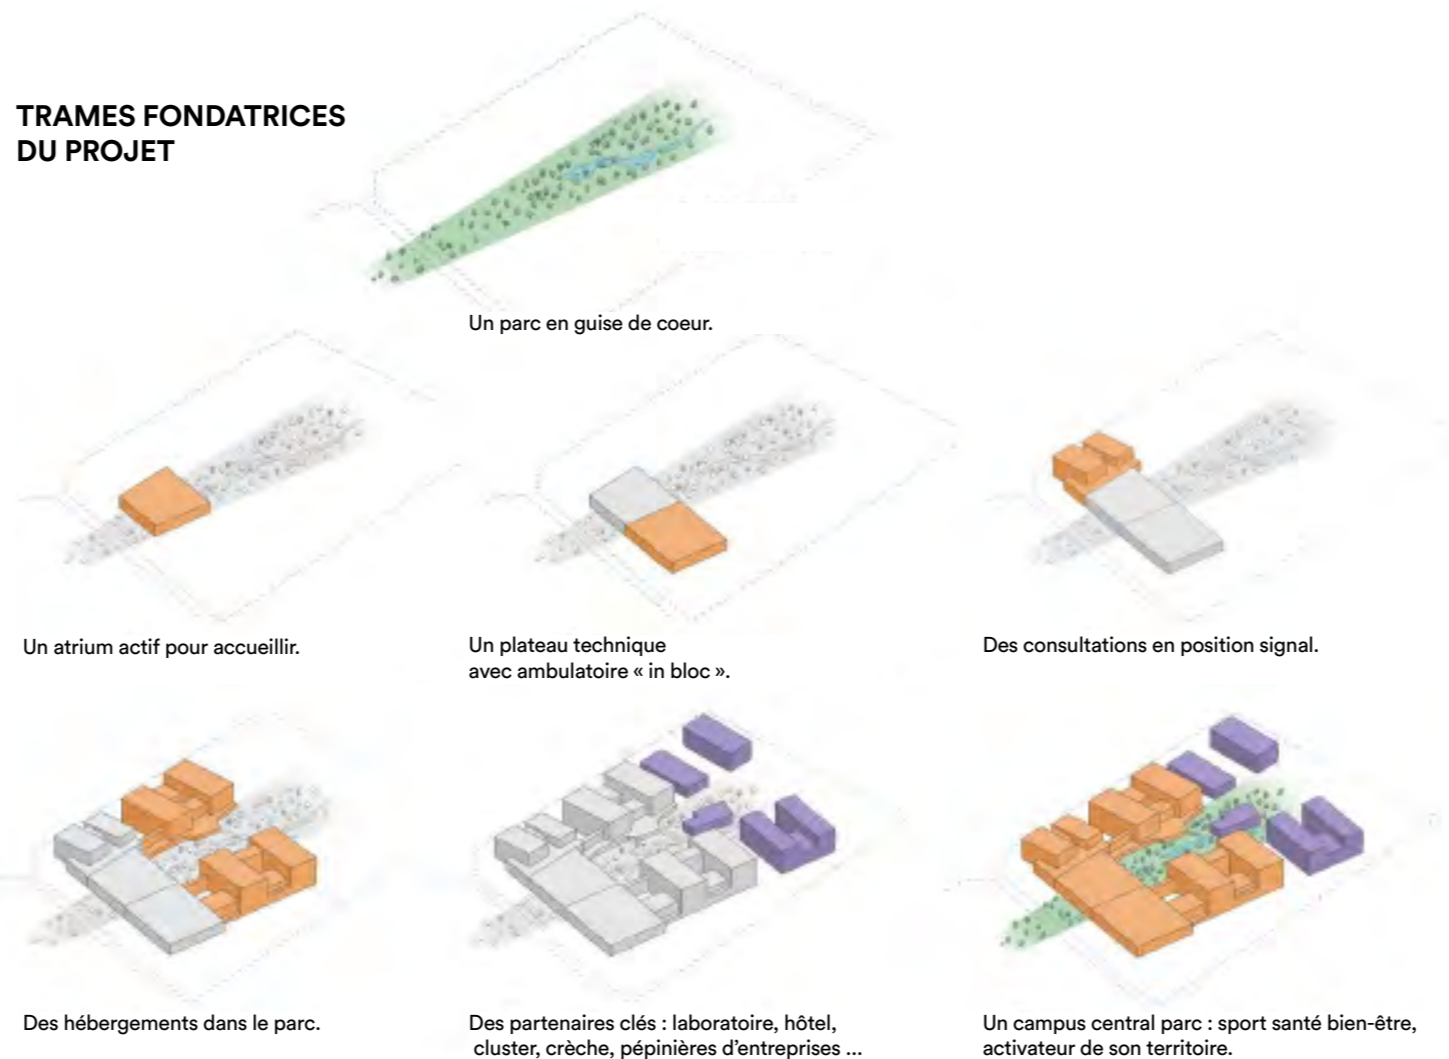 TRAMES FONDATRICES
DU PROJET
Un parc en guise de coeur.
Un atrium actif pour accueillir.
Un plateau technique
avec ambulatoire « in bloc ».
Des consultations en position signal.
Des hébergements dans le parc.
Des partenaires clés : laboratoire, hôtel,
cluster, crèche, pépinières d’entreprises ...
Un campus central parc : sport santé bien-être,
activateur de son territoire.